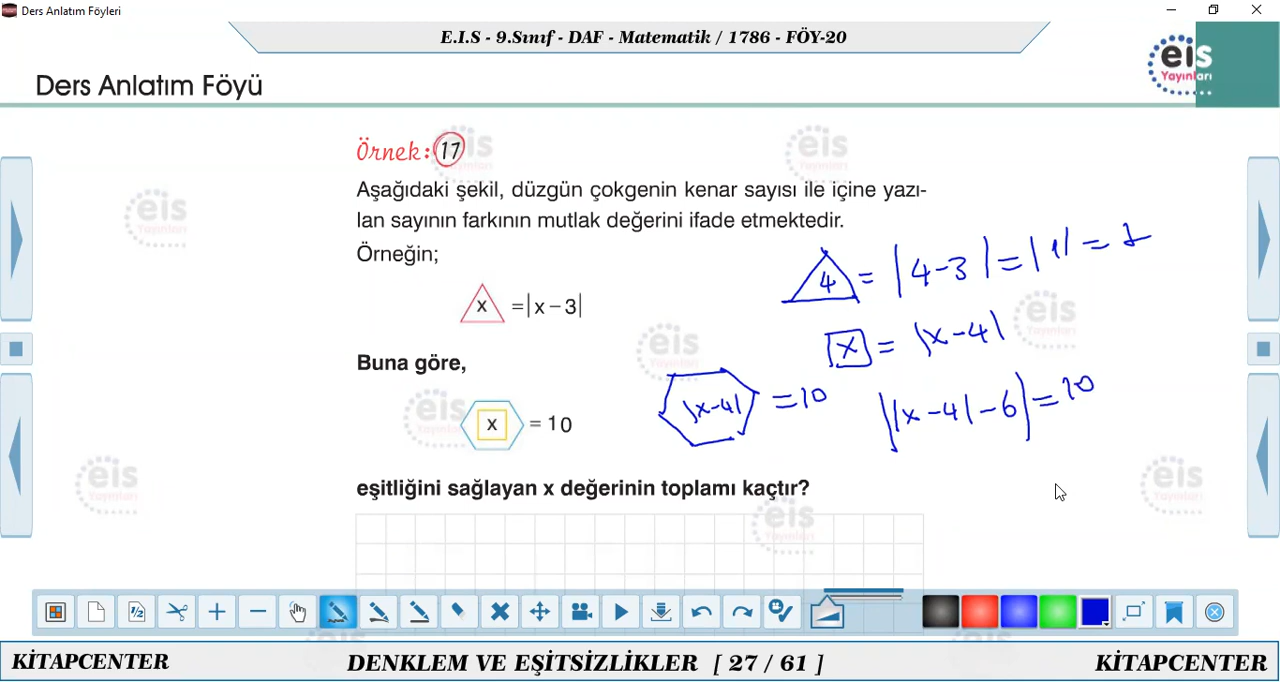 Ders Anlatım Föyleri
E.I.S - 9.Sınıf - DAF - Matematik / 1786 - FÖY-20
eis
Yayınları
Ders Anlatım Föyü
Örnek: 17
Aşağıdaki şekil, düzgün çokgenin kenar sayısı ile içine yazı-
lan sayının farkının mutlak değerini ifade etmektedir.
Örneğin;
x = |x - 3|
4 = |4-3| = |1| = 1
x = |x-4|
Buna göre,
x = 10
|x-4| = 10
||x-4|-6| = 10
eşitliğini sağlayan x değerinin toplamı kaçtır?
1/2
KİTAPCENTER
DENKLEM VE EŞİTSİZLİKLER [ 27 / 61 ]
KİTAPCENTER